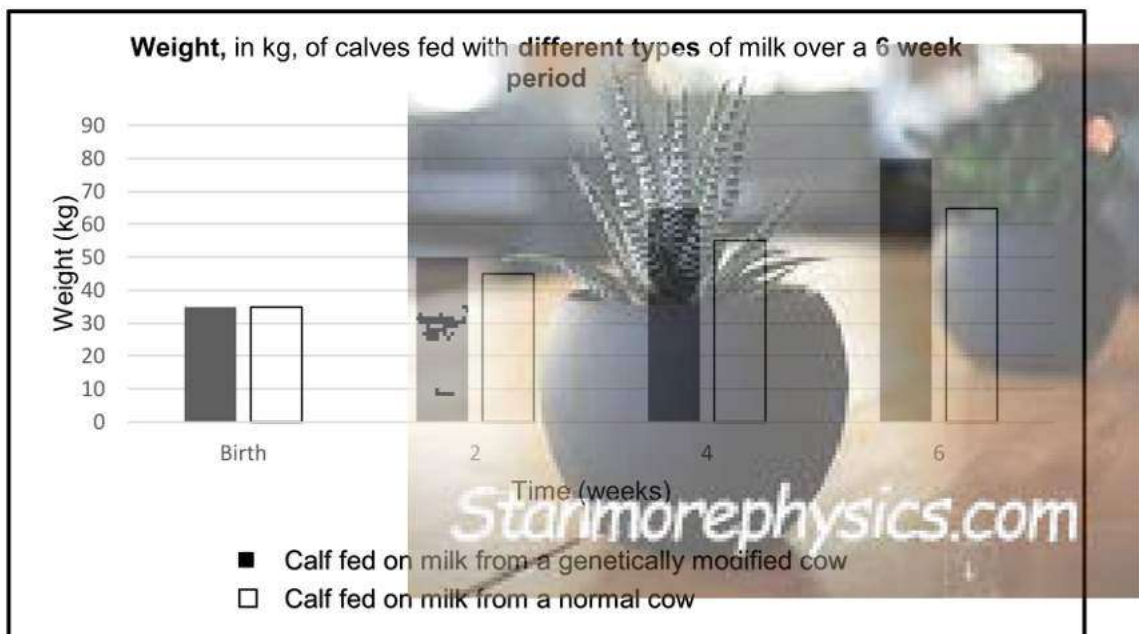 Weight, in kg, of calves fed with different types of milk over a 6 week
period
90
80
70
60
50
40
30
20
10
0
Weight (kg)
Birth 2 4 6
Time (weeks)
Stanmorephysics.com
■ Calf fed on milk from a genetically modified cow
□ Calf fed on milk from a normal cow